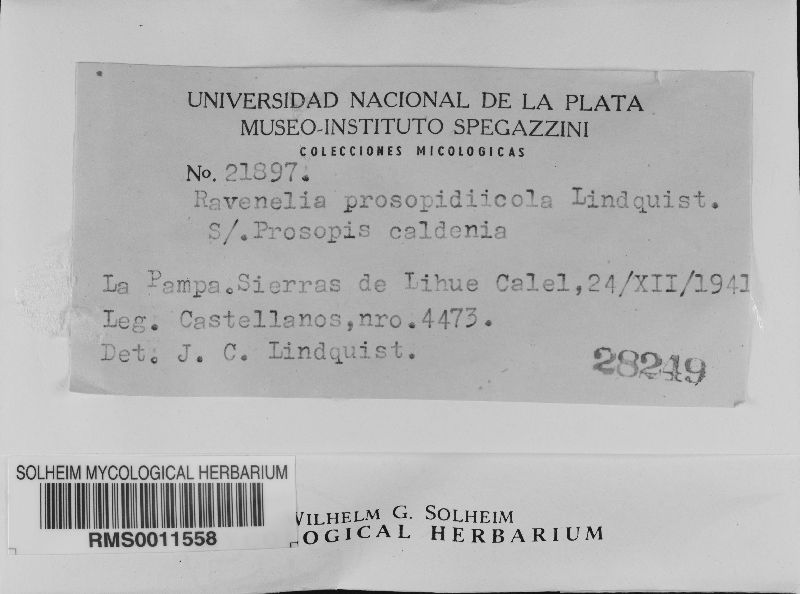 UNIVERSIDAD NACIONAL DE LA PLATA
MUSEO-INSTITUTO SPEGAZZINI
COLECCIONES MICOLOGICAS
No. 21897.
Ravenelia prosopidiicola Lindquist.
S/.Prosopis caldenia
La Pampa.Sierras de Lihue Calel,24/XII/1941
Leg. Castellanos,nro.4473.
Det. J. C. Lindquist.
28249
SOLHEIM MYCOLOGICAL HERBARIUM
RMS0011558
WILHELM G. SOLHEIM
LOGICAL HERBARIUM